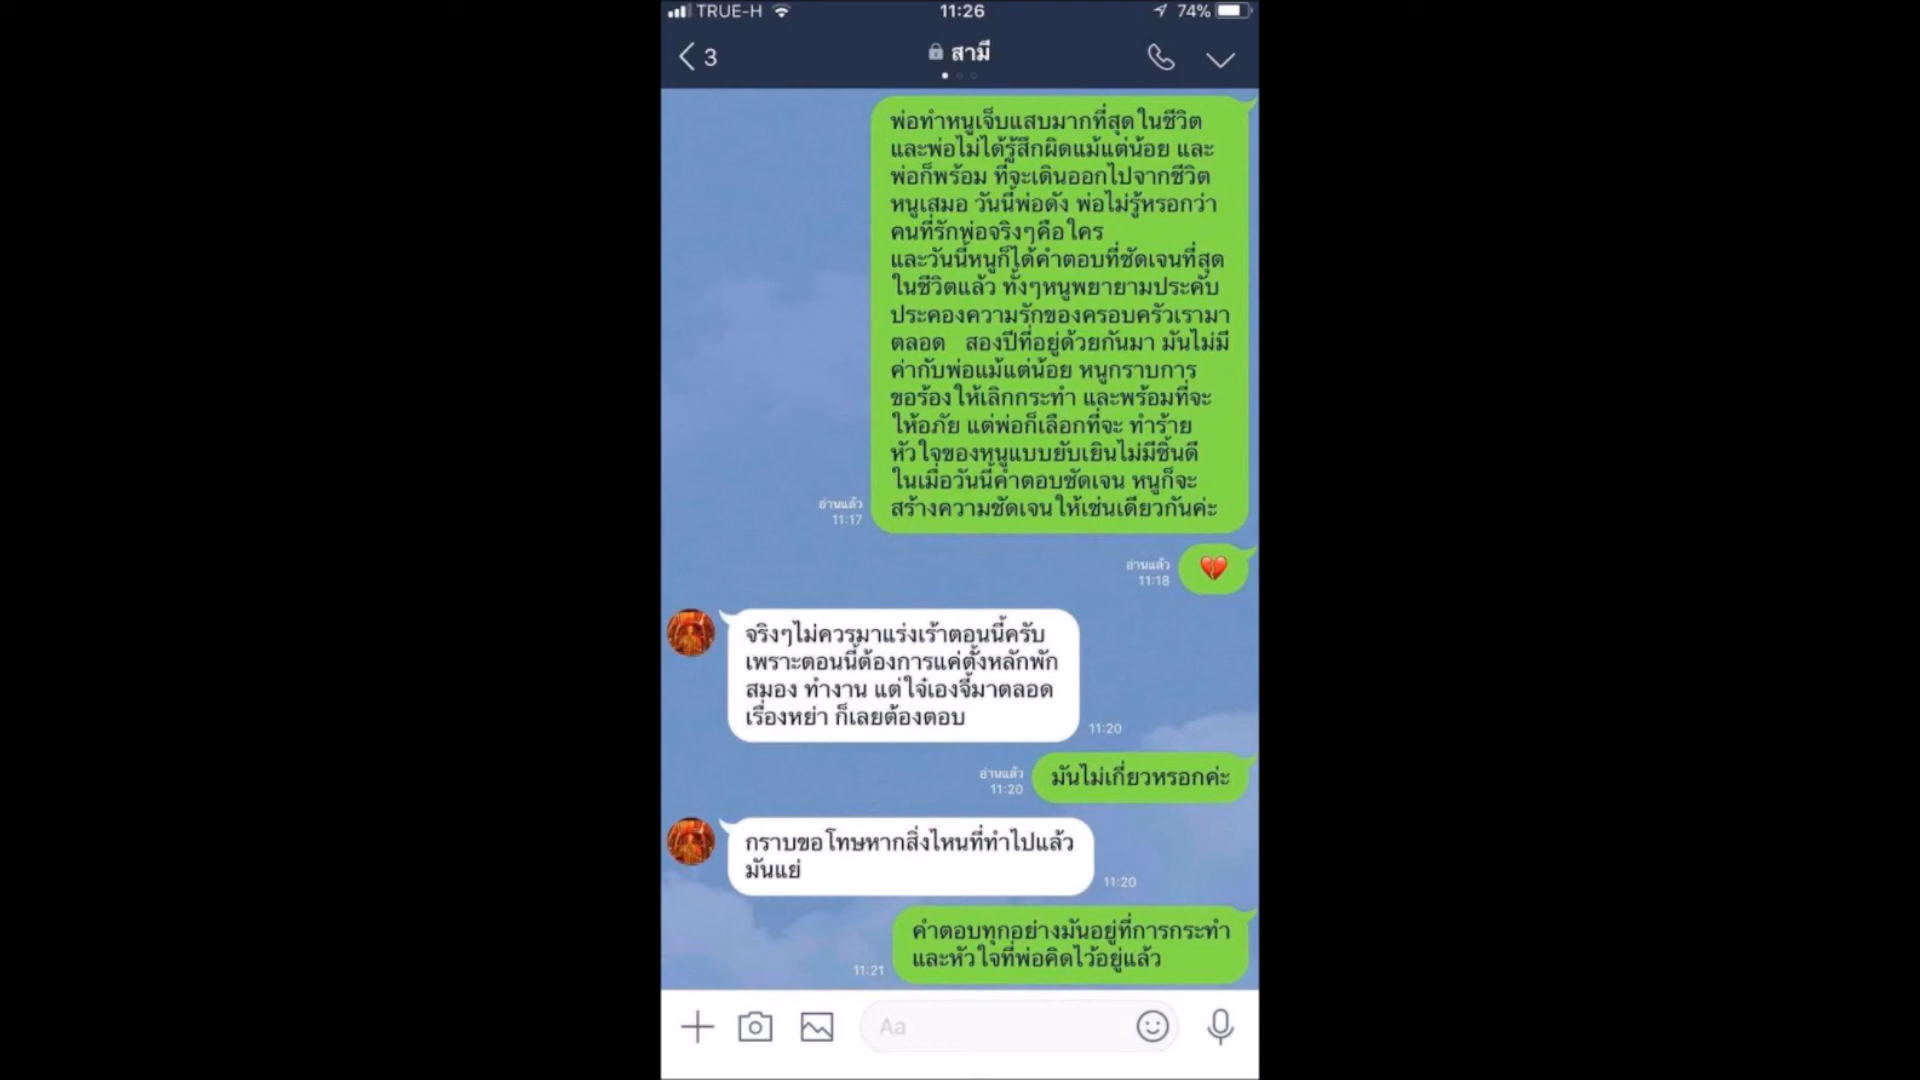 TRUE-H
11:26
74%
3
สามี
พ่อทำหนูเจ็บแสบมากที่สุดในชีวิต
และพ่อไม่ได้รู้สึกผิดแม้แต่น้อย และ
พ่อก็พร้อม ที่จะเดินออกไปจากชีวิต
หนูเสมอ วันนี้พ่อดัง พ่อไม่รู้หรอกว่า
คนที่รักพ่อจริงๆคือใคร
และวันนี้หนูก็ได้คำตอบที่ชัดเจนที่สุด
ในชีวิตแล้ว ทั้งๆหนูพยายามประคับ
ประคองความรักของครอบครัวเรามา
ตลอด สองปีที่อยู่ด้วยกันมา มันไม่มี
ค่ากับพ่อแม้แต่น้อย หนูกราบการ
ขอร้องให้เลิกกระทำ และพร้อมที่จะ
ให้อภัย แต่พ่อก็เลือกที่จะ ทำร้าย
หัวใจของหนูแบบยับเยินไม่มีชิ้นดี
ในเมื่อวันนี้คำตอบชัดเจน หนูก็จะ
สร้างความชัดเจนให้เช่นเดียวกันค่ะ
อ่านแล้ว
11:17
💔
อ่านแล้ว
11:18
จริงๆไม่ควรมาแร่งเร้าตอนนี้ครับ
เพราะตอนนี้ต้องการแค่ตั้งหลักพัก
สมอง ทำงาน แต่ใจ๋เองจี้มาตลอด
เรื่องหย่า ก็เลยต้องตอบ
11:20
มันไม่เกี่ยวหรอกค่ะ
อ่านแล้ว
11:20
กราบขอโทษหากสิ่งไหนที่ทำไปแล้ว
มันแย่
11:20
คำตอบทุกอย่างมันอยู่ที่การกระทำ
และหัวใจที่พ่อคิดไว้อยู่แล้ว
11:21
Aa